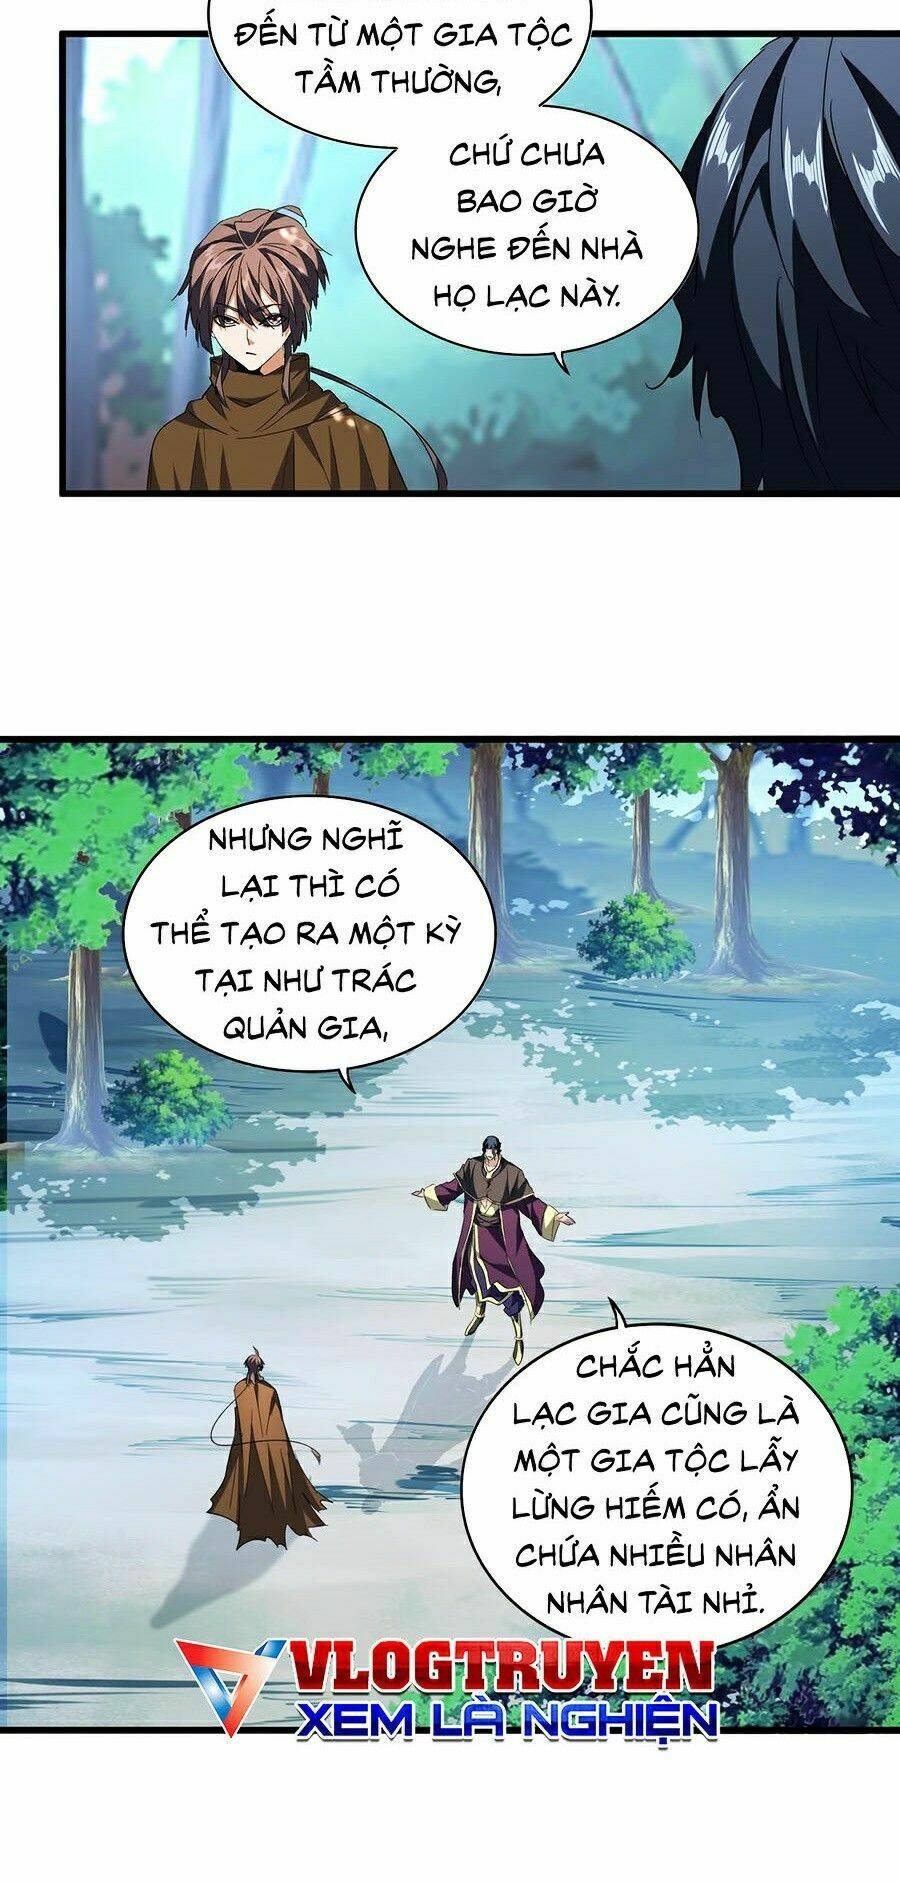 ĐẾN TỪ MỘT GIA TỘC
TẦM THƯỜNG,
CHỨ CHƯA
BAO GIỜ
NGHE ĐẾN NHÀ
HỌ LẠC NÀY.
NHƯNG NGHĨ
LẠI THÌ CÓ
THỂ TẠO RA MỘT KỲ
TẠI NHƯ TRÁC
QUẢN GIA,
CHẮC HẲN
LẠC GIA CŨNG LÀ
MỘT GIA TỘC LẪY
LỪNG HIẾM CÓ, ẨN
CHỨA NHIỀU NHÂN
NHÂN TÀI NHỈ.
VLOGTRUYEN
XEM LÀ NGHIỆN